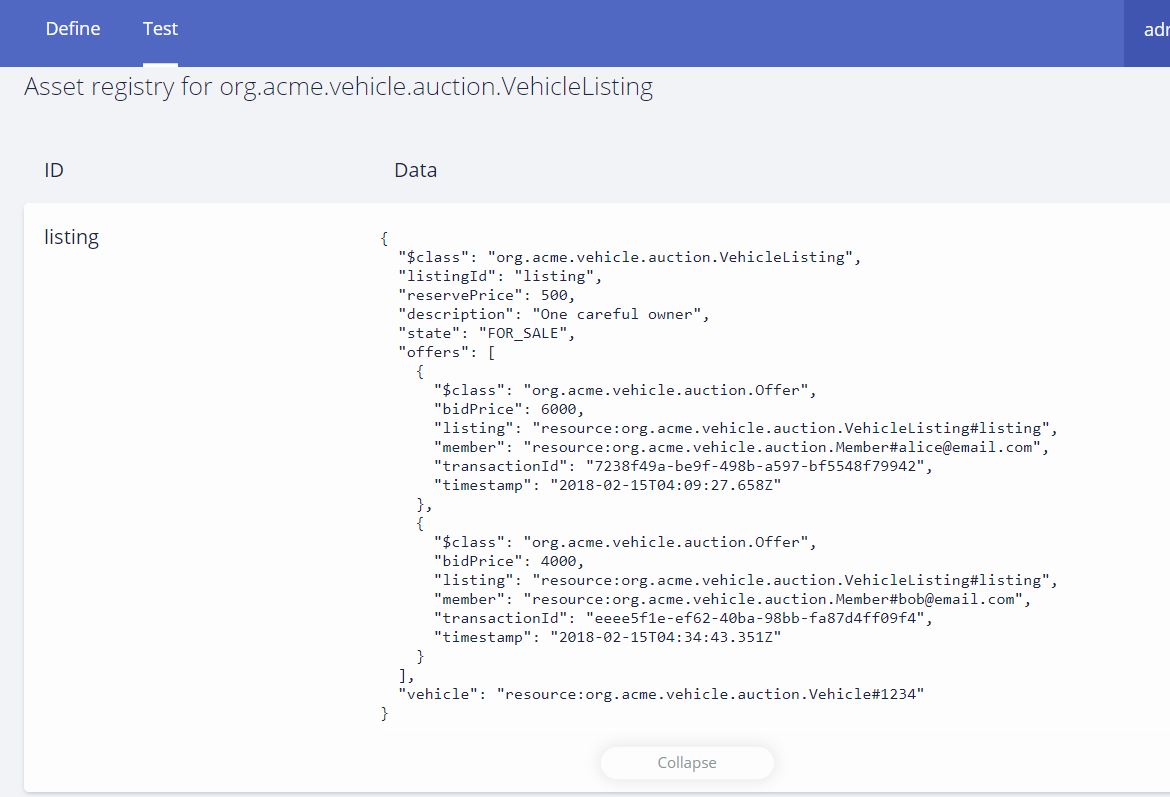 Define Test
Asset registry for org.acme.vehicle.auction.VehicleListing
ID Data
listing
{
"$class": "org.acme.vehicle.auction.VehicleListing",
"listingId": "listing",
"reservePrice": 500,
"description": "One careful owner",
"state": "FOR_SALE",
"offers": [
{
"$class": "org.acme.vehicle.auction.Offer",
"bidPrice": 6000,
"listing": "resource:org.acme.vehicle.auction.VehicleListing#listing",
"member": "resource:org.acme.vehicle.auction.Member#alice@email.com",
"transactionId": "7238f49a-be9f-498b-a597-bf5548f79942",
"timestamp": "2018-02-15T04:09:27.658Z"
},
{
"$class": "org.acme.vehicle.auction.Offer",
"bidPrice": 4000,
"listing": "resource:org.acme.vehicle.auction.VehicleListing#listing",
"member": "resource:org.acme.vehicle.auction.Member#bob@email.com",
"transactionId": "eeee5f1e-ef62-40ba-98bb-fa87d4ff09f4",
"timestamp": "2018-02-15T04:34:43.351Z"
}
],
"vehicle": "resource:org.acme.vehicle.auction.Vehicle#1234"
}
Collapse